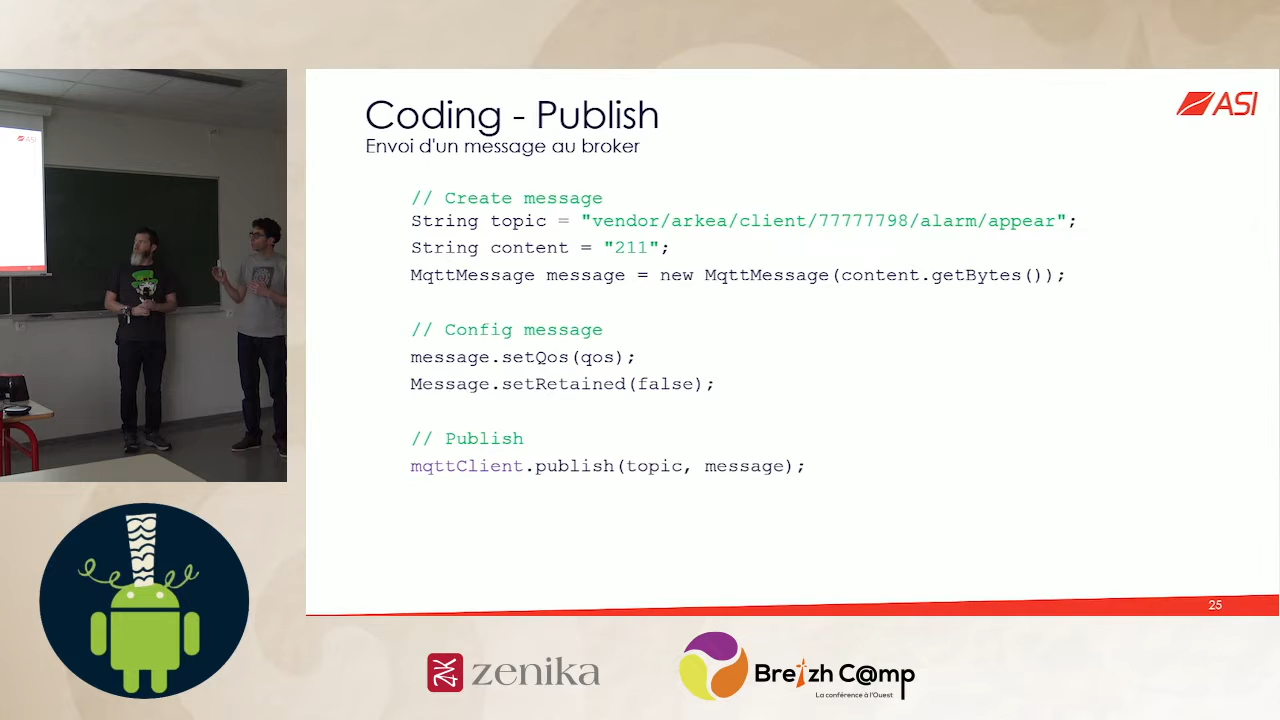 ASI
Coding - Publish
Envoi d'un message au broker
// Create message
String topic = "vendor/arkea/client/77777798/alarm/appear";
String content = "211";
MqttMessage message = new MqttMessage(content.getBytes());
// Config message
message.setQos(qos);
Message.setRetained(false);
// Publish
mqttClient.publish(topic, message);
25
zenika
Breizh C@mp
La conférence à l'Ouest